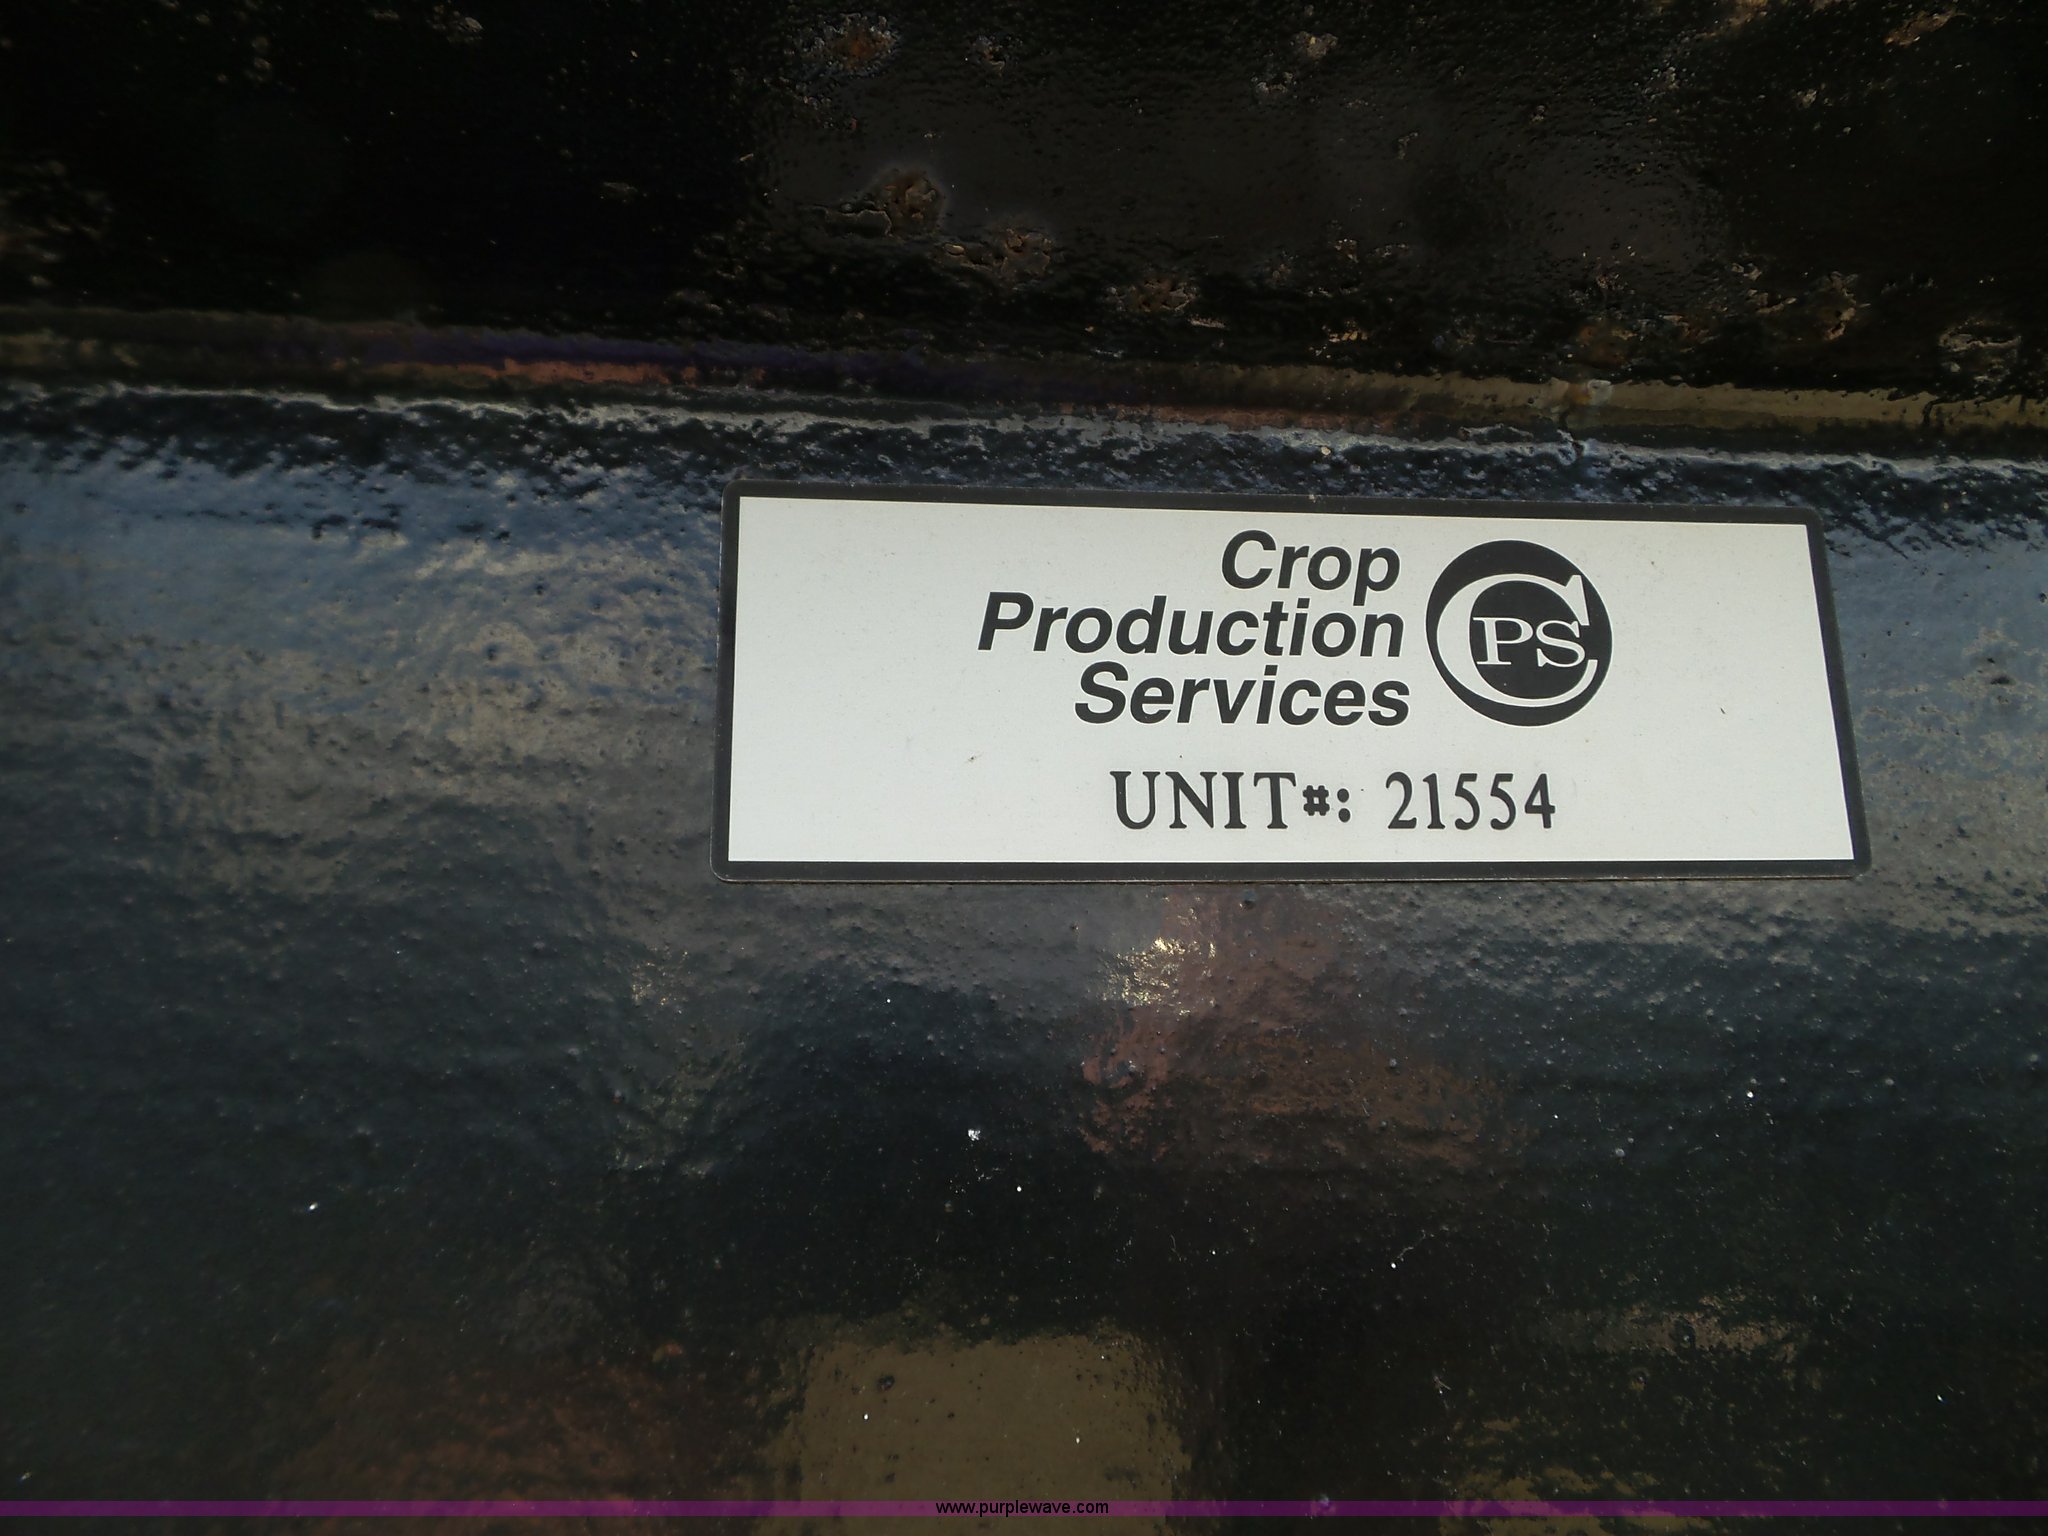 Crop
Production
Services
CPS
UNIT#: 21554
www.purplewave.com